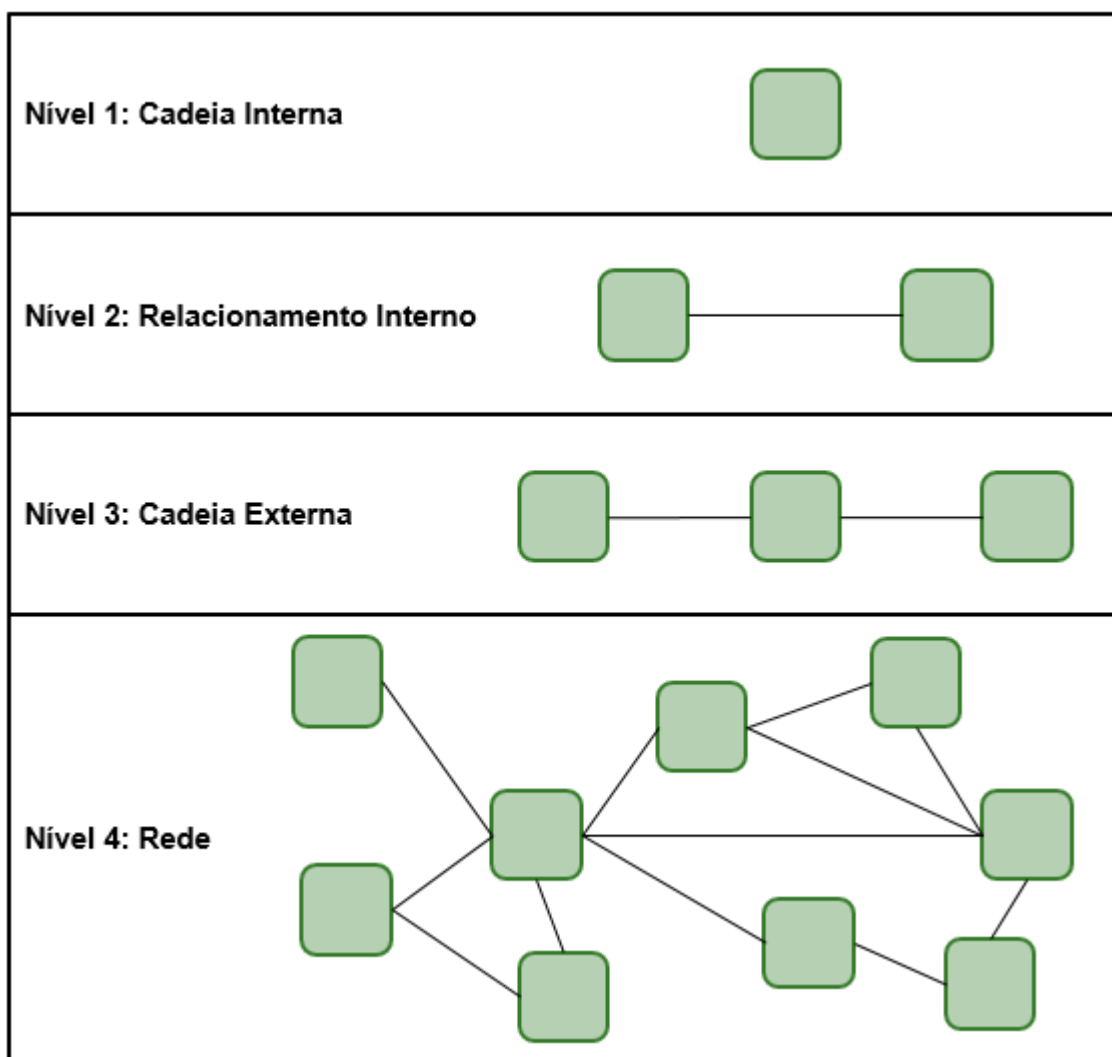 Nível 1: Cadeia Interna
Nível 2: Relacionamento Interno
Nível 3: Cadeia Externa
Nível 4: Rede